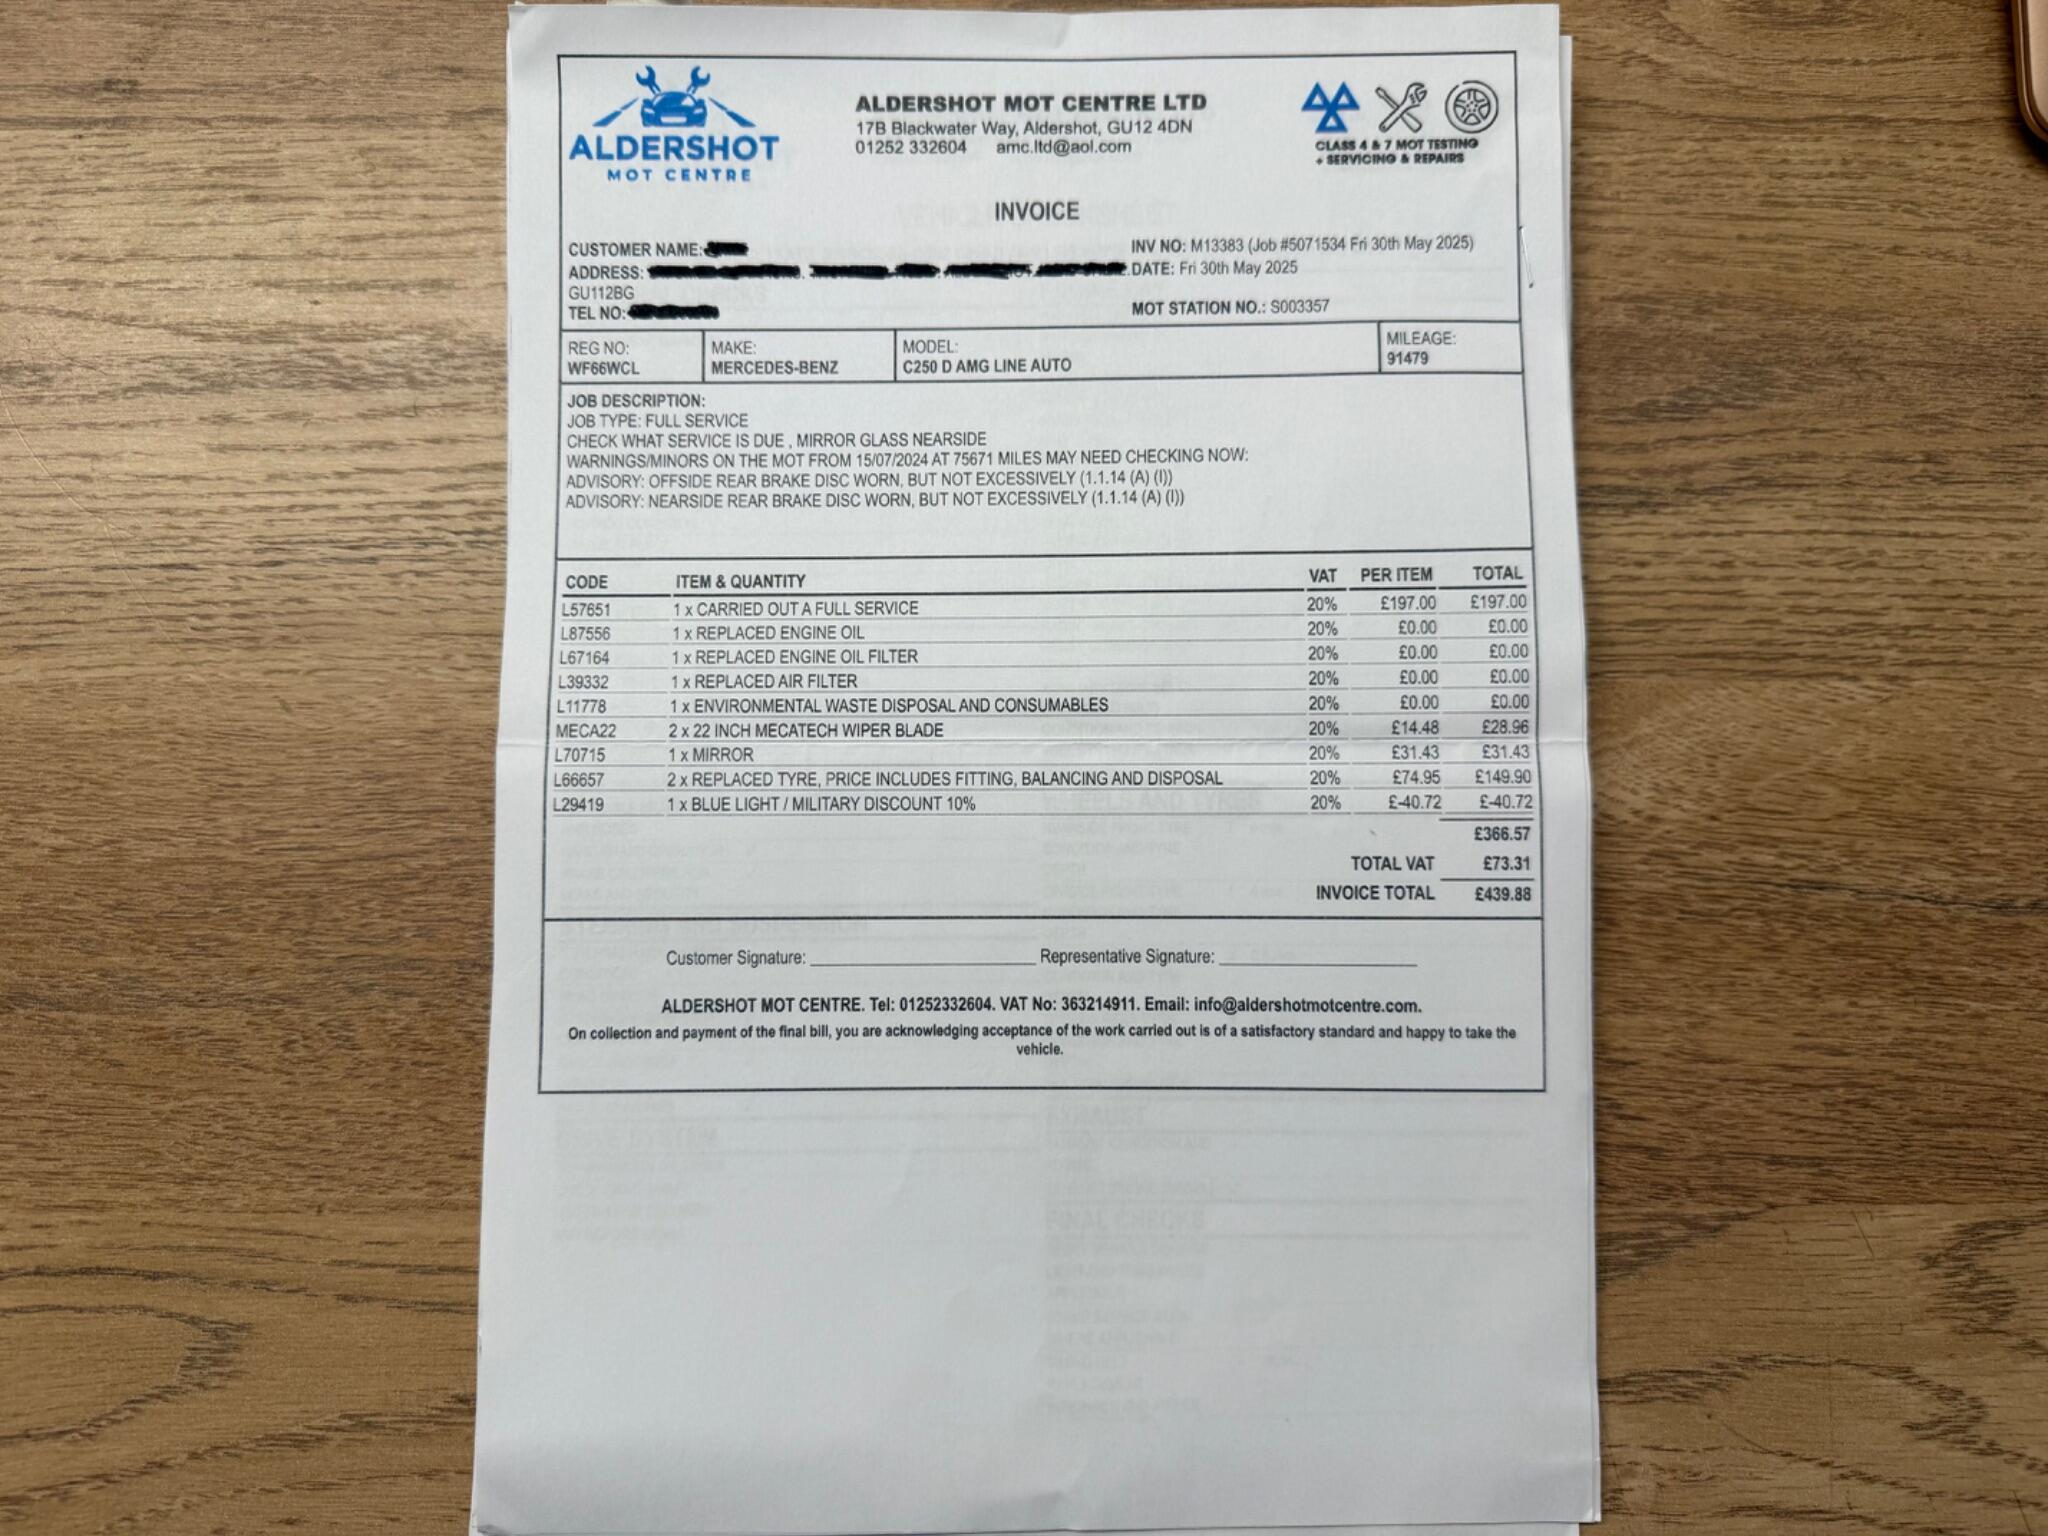 ALDERSHOT
MOT CENTRE
ALDERSHOT MOT CENTRE LTD
17B Blackwater Way, Aldershot, GU12 4DN
01252 332604 amc.ltd@aol.com
CLASS 4 & 7 MOT TESTING
+ SERVICING & REPAIRS
INVOICE
CUSTOMER NAME:
INV NO: M13383 (Job #5071534 Fri 30th May 2025)
ADDRESS:
DATE: Fri 30th May 2025
GU112BG
TEL NO:
MOT STATION NO.: S003357
REG NO: MAKE: MODEL: MILEAGE:
WF66WCL MERCEDES-BENZ C250 D AMG LINE AUTO 91479
JOB DESCRIPTION:
JOB TYPE: FULL SERVICE
CHECK WHAT SERVICE IS DUE , MIRROR GLASS NEARSIDE
WARNINGS/MINORS ON THE MOT FROM 15/07/2024 AT 75671 MILES MAY NEED CHECKING NOW:
ADVISORY: OFFSIDE REAR BRAKE DISC WORN, BUT NOT EXCESSIVELY (1.1.14 (A) (I))
ADVISORY: NEARSIDE REAR BRAKE DISC WORN, BUT NOT EXCESSIVELY (1.1.14 (A) (I))
CODE ITEM & QUANTITY VAT PER ITEM TOTAL
L57651 1 x CARRIED OUT A FULL SERVICE 20% £197.00 £197.00
L87556 1 x REPLACED ENGINE OIL 20% £0.00 £0.00
L67164 1 x REPLACED ENGINE OIL FILTER 20% £0.00 £0.00
L39332 1 x REPLACED AIR FILTER 20% £0.00 £0.00
L11778 1 x ENVIRONMENTAL WASTE DISPOSAL AND CONSUMABLES 20% £0.00 £0.00
MECA22 2 x 22 INCH MECATECH WIPER BLADE 20% £14.48 £28.96
L70715 1 x MIRROR 20% £31.43 £31.43
L66657 2 x REPLACED TYRE, PRICE INCLUDES FITTING, BALANCING AND DISPOSAL 20% £74.95 £149.90
L29419 1 x BLUE LIGHT / MILITARY DISCOUNT 10% 20% £-40.72 £-40.72
£366.57
TOTAL VAT £73.31
INVOICE TOTAL £439.88
Customer Signature: Representative Signature:
ALDERSHOT MOT CENTRE. Tel: 01252332604. VAT No: 363214911. Email: info@aldershotmotcentre.com.
On collection and payment of the final bill, you are acknowledging acceptance of the work carried out is of a satisfactory standard and happy to take the
vehicle.